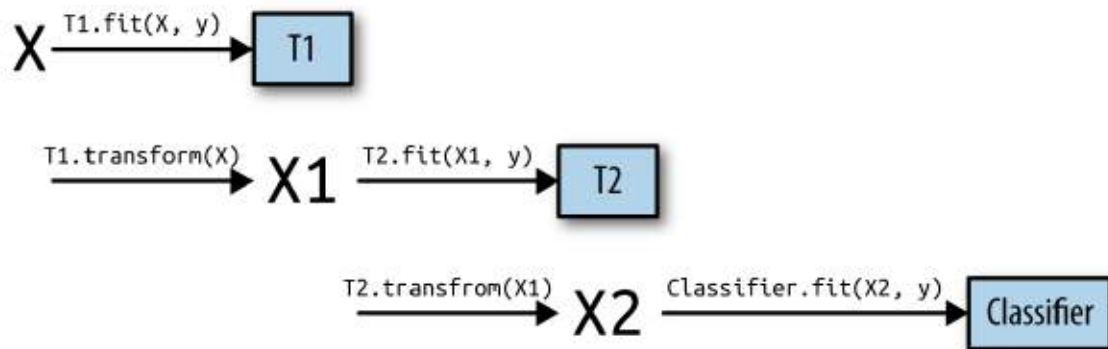 X T1.fit(X, y) T1
T1.transform(X) X1 T2.fit(X1, y) T2
T2.transfrom(X1) X2 Classifier.fit(X2, y) Classifier